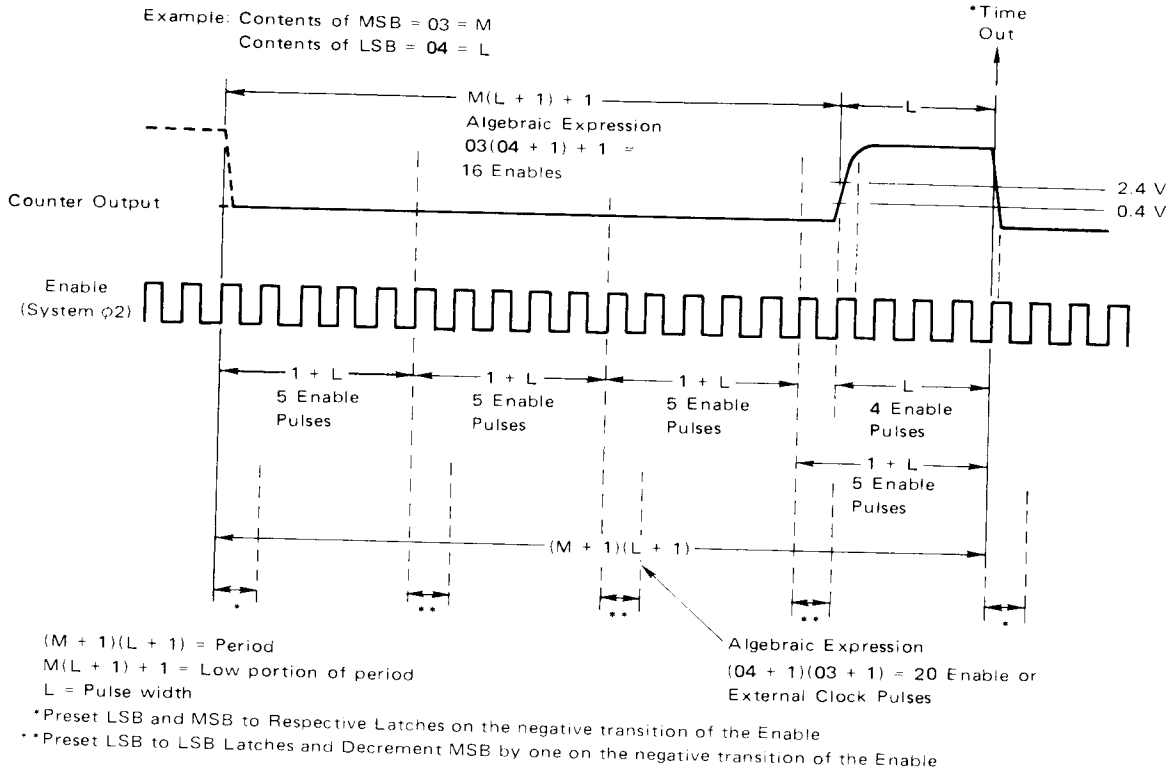 Example: Contents of MSB = 03 = M
Contents of LSB = 04 = L
*Time
Out
M(L + 1) + 1
L
Algebraic Expression
03(04 + 1) + 1 =
16 Enables
2.4 V
0.4 V
Counter Output
Enable
(System φ2)
1 + L
5 Enable
Pulses
1 + L
5 Enable
Pulses
1 + L
5 Enable
Pulses
L
4 Enable
Pulses
1 + L
5 Enable
Pulses
(M + 1)(L + 1)
*
**
**
**
*
(M + 1)(L + 1) = Period
M(L + 1) + 1 = Low portion of period
L = Pulse width
Algebraic Expression
(04 + 1)(03 + 1) = 20 Enable or
External Clock Pulses
*Preset LSB and MSB to Respective Latches on the negative transition of the Enable
**Preset LSB to LSB Latches and Decrement MSB by one on the negative transition of the Enable